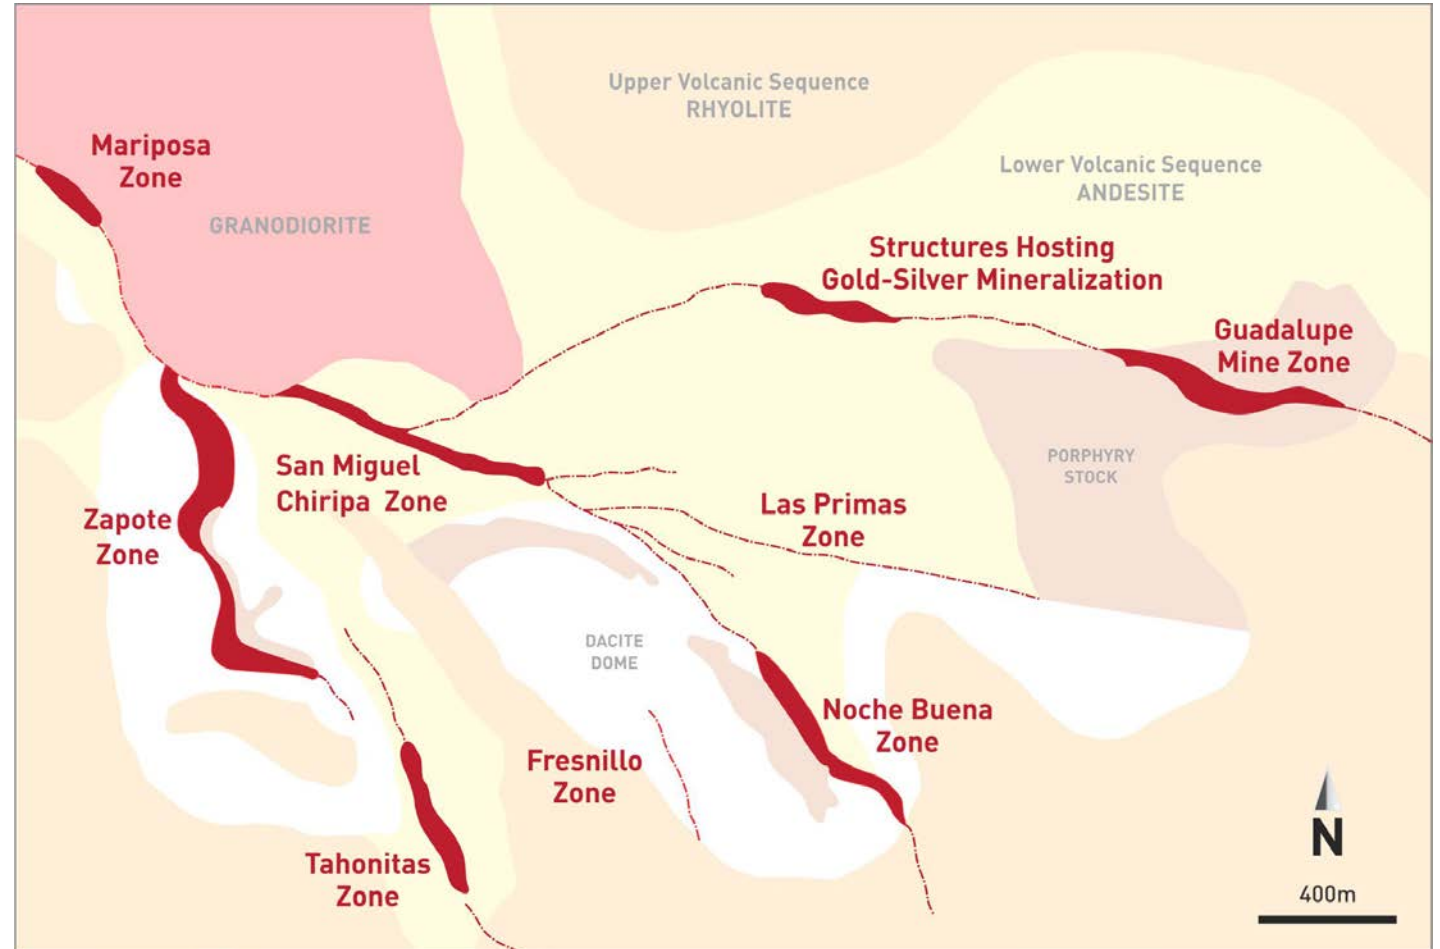 Upper Volcanic Sequence
RHYOLITE
Mariposa
Zone
Lower Volcanic Sequence
ANDESITE
GRANODIORITE
Structures Hosting
Gold-Silver Mineralization
Guadalupe
Mine Zone
San Miguel
Chiripa Zone
PORPHYRY
STOCK
Las Primas
Zone
Zapote
Zone
DACITE
DOME
Noche Buena
Zone
Fresnillo
Zone
Tahonitas
Zone
N
400m